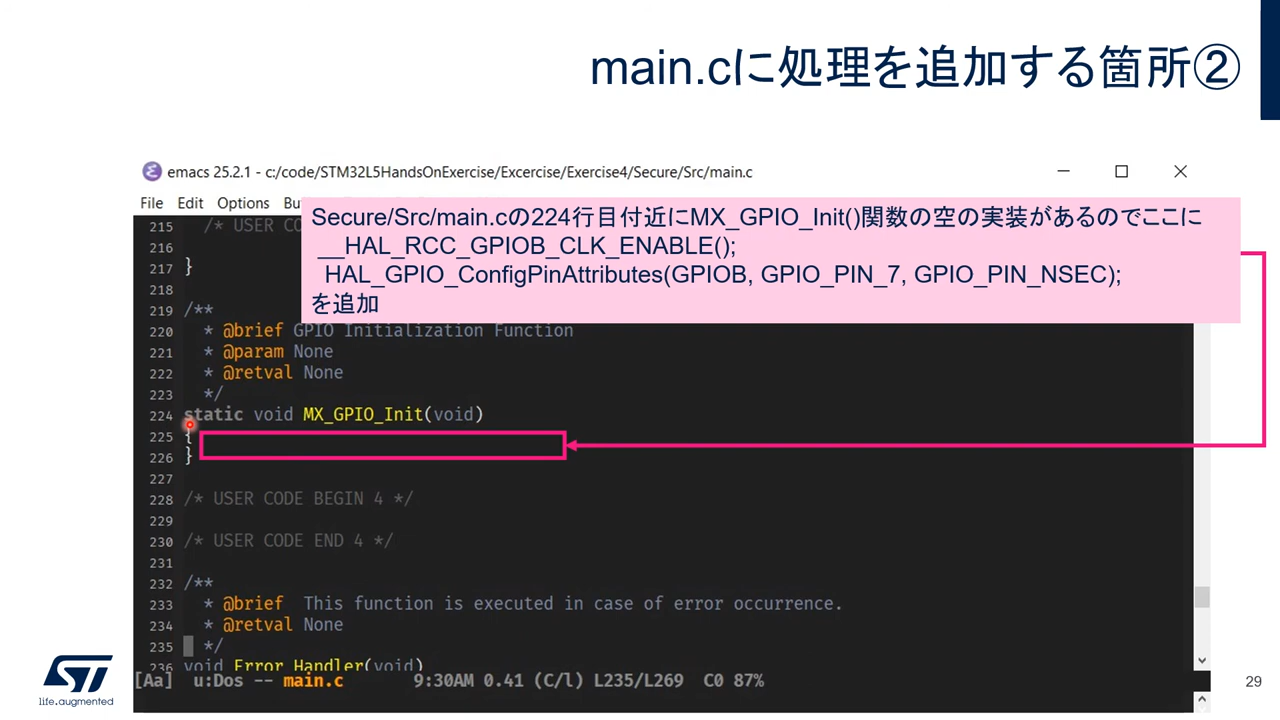 main.cに処理を追加する箇所②
emacs 25.2.1 - c:/code/STM32L5HandsOnExercise/Excercise/Exercise4/Secure/Src/main.c
File Edit Options Bu
Secure/Src/main.cの224行目付近にMX_GPIO_Init()関数の空の実装があるのでここに
__HAL_RCC_GPIOB_CLK_ENABLE();
HAL_GPIO_ConfigPinAttributes(GPIOB, GPIO_PIN_7, GPIO_PIN_NSEC);
を追加
215 /* USER CO
216
217 }
218
219 /**
220 * @brief GPIO Initialization Function
221 * @param None
222 * @retval None
223 */
224 static void MX_GPIO_Init(void)
225 {
226 }
227
228 /* USER CODE BEGIN 4 */
229
230 /* USER CODE END 4 */
231
232 /**
233 * @brief This function is executed in case of error occurrence.
234 * @retval None
235 */
236 void Error_Handler(void)
[Aa] u:Dos -- main.c 9:30AM 0.41 (C/l) L235/L269 C0 87%
ST
life.augmented
29